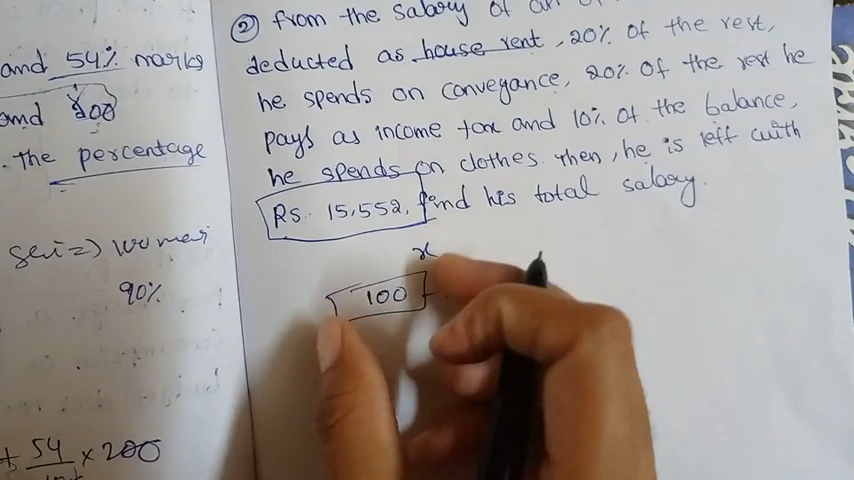 and 54% marks
and 200
. the percentage
90%
+ 54 × 200
② from the salary of an
deducted as house rent, 20% of the rest,
he spends on conveyance, 20% of the rest he
pays as income tax and 10% of the balance,
he spends on clothes. Then, he is left with
Rs. 15,552. find his total salary.
x
100